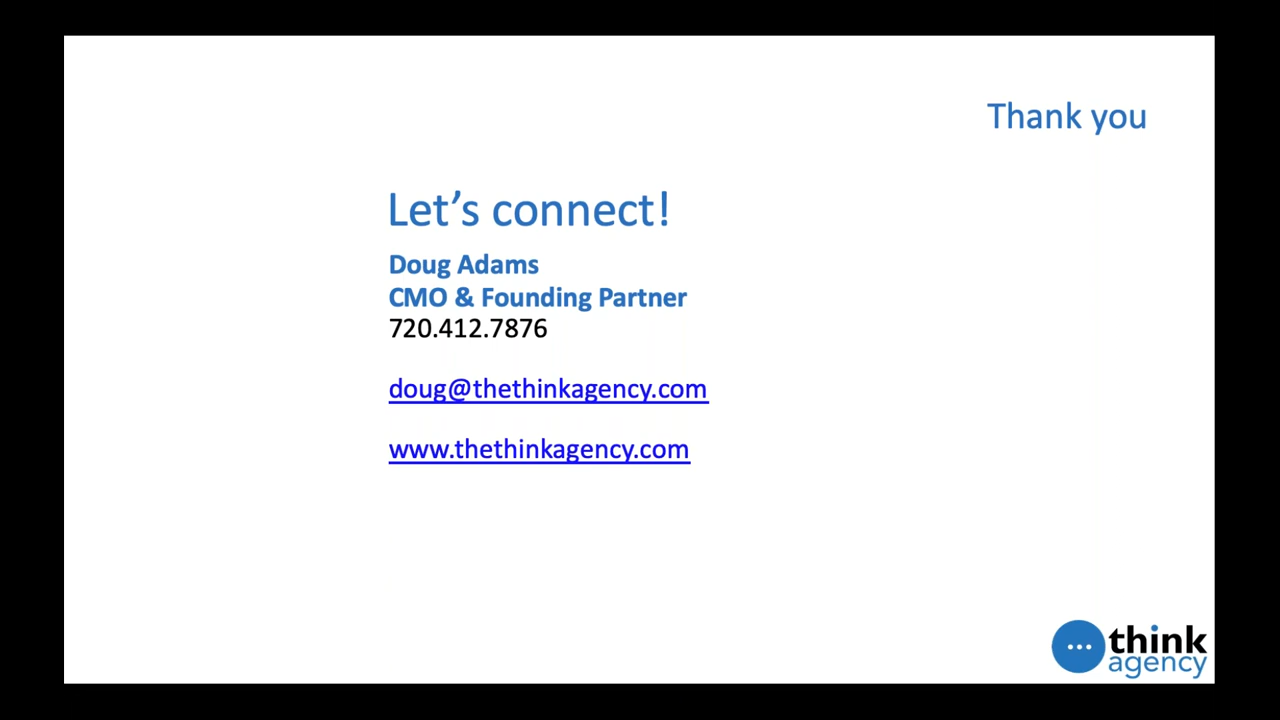 Thank you
Let’s connect!
Doug Adams
CMO & Founding Partner
720.412.7876
doug@thethinkagency.com
www.thethinkagency.com
think
agency